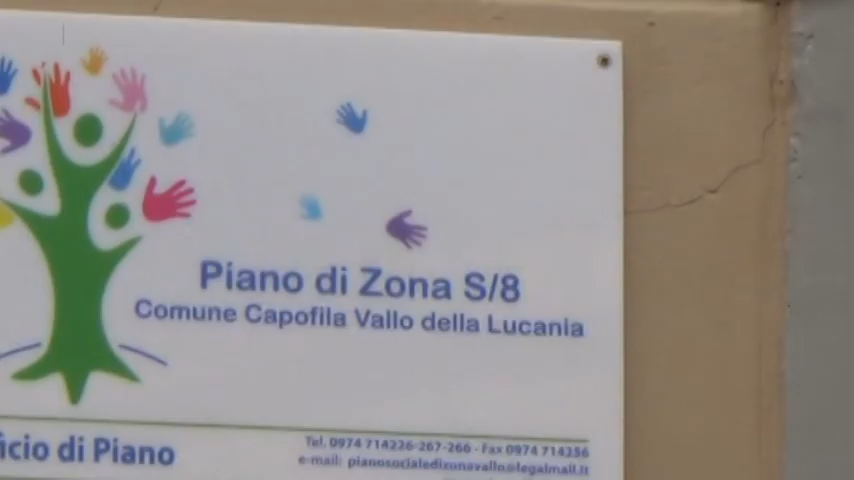 Piano di Zona S/8
Comune Capofila Vallo della Lucania
icio di Piano
Tel. 0974 714226-267-266 - Fax 0974 714256
e-mail: pianosocialedizonavallo@legalmail.it